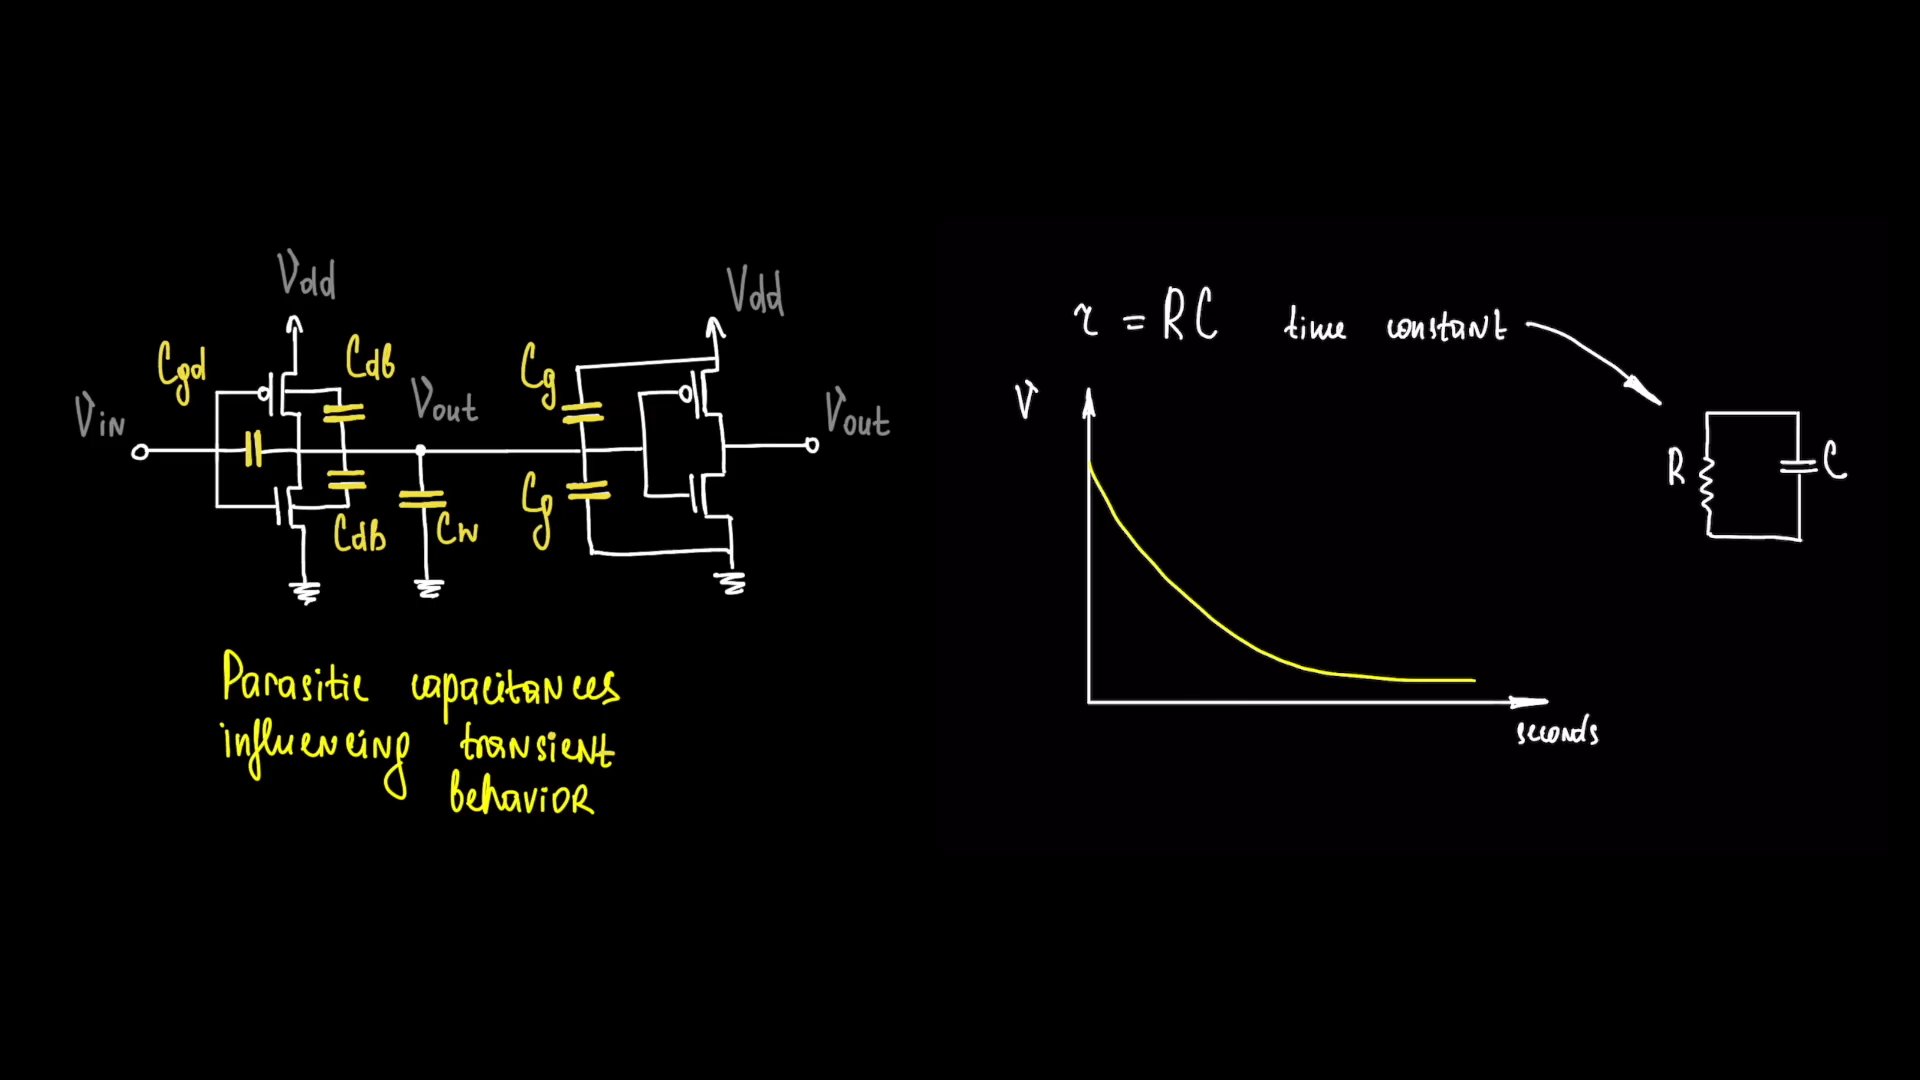 Vdd
Vdd
Cgd
Cdb
Cg
Vin
Vout
Vout
Cg
Cdb
Cw
Parasitic capacitances
influencing transient
behavior
τ = RC time constant
V
R
C
seconds